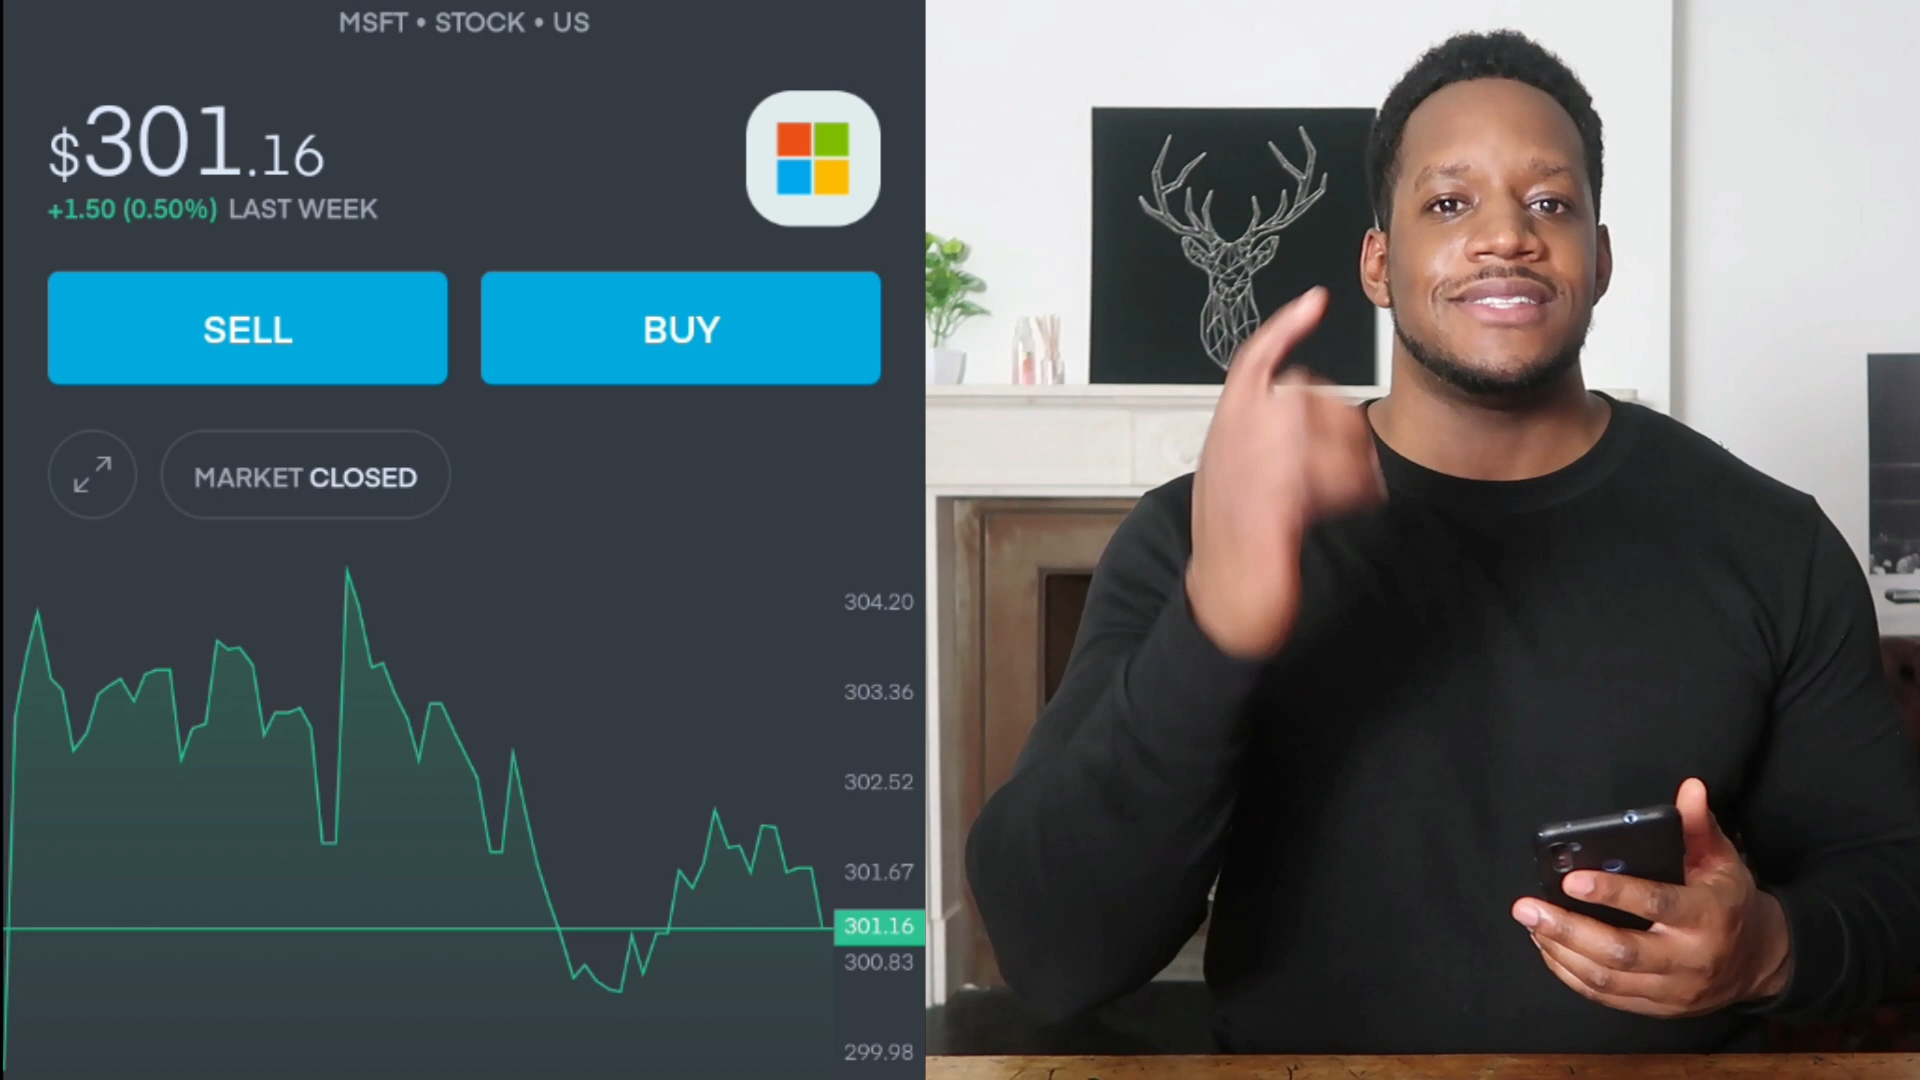 MSFT • STOCK • US
$301.16
+1.50 (0.50%) LAST WEEK
SELL
BUY
MARKET CLOSED
304.20
303.36
302.52
301.67
301.16
300.83
299.98